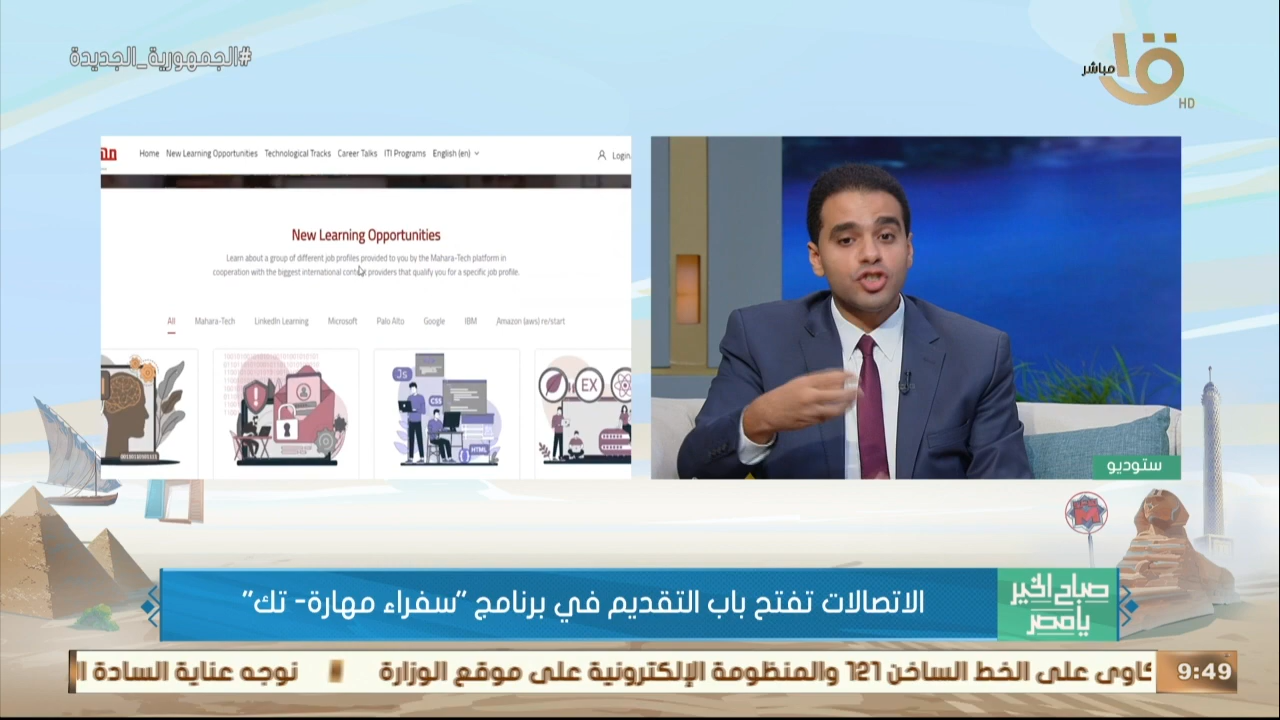 #الجمهورية_الجديدة
مباشر
HD
Home New Learning Opportunities Technological Tracks Career Talks ITI Programs English (en)
Login
New Learning Opportunities
Learn about a group of different job profiles provided to you by the Mahara-Tech platform in
cooperation with the biggest international content providers that qualify you for a specific job profile.
All Mahara-Tech LinkedIn Learning Microsoft Palo Alto Google IBM Amazon (aws) re/start
Js
CSS
HTML
EX
ستوديو
صباح الخير
يا مصر
الاتصالات تفتح باب التقديم في برنامج "سفراء مهارة- تك"
9:49
كاوى على الخط الساخن 121 والمنظومة الإلكترونية على موقع الوزارة
نوجه عناية السادة ال